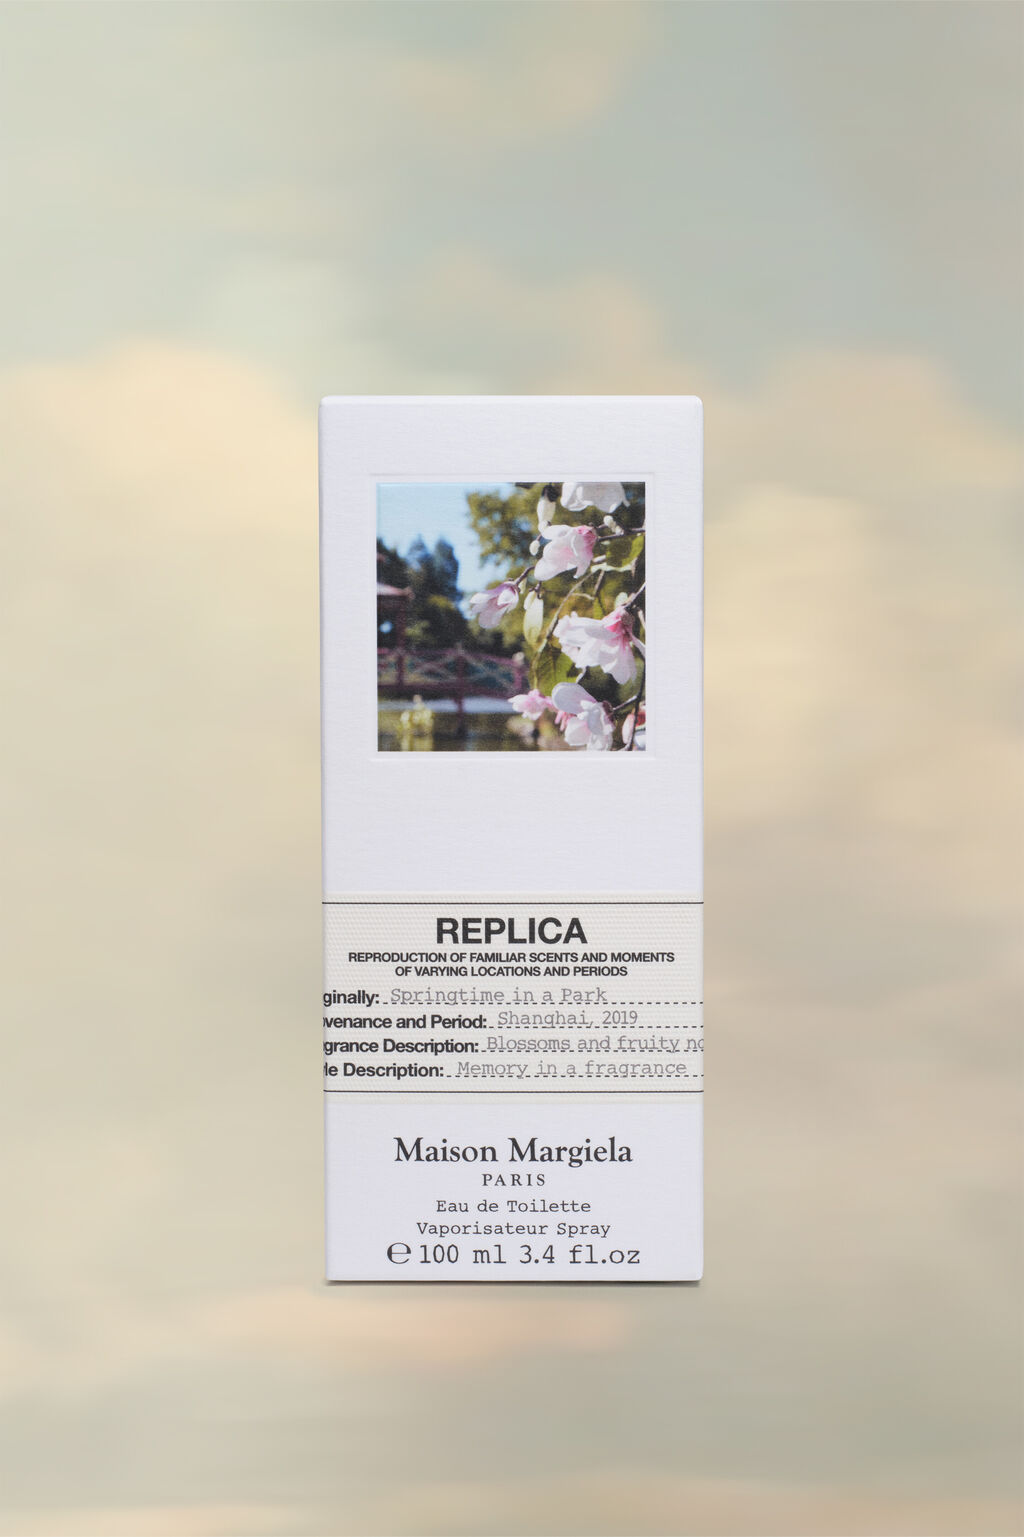 REPLICA
REPRODUCTION OF FAMILIAR SCENTS AND MOMENTS
OF VARYING LOCATIONS AND PERIODS
ginally: Springtime in a Park
venance and Period: Shanghai, 2019
grance Description: Blossoms and fruity no
le Description: Memory in a fragrance
Maison Margiela
PARIS
Eau de Toilette
Vaporisateur Spray
℮ 100 ml 3.4 fl.oz